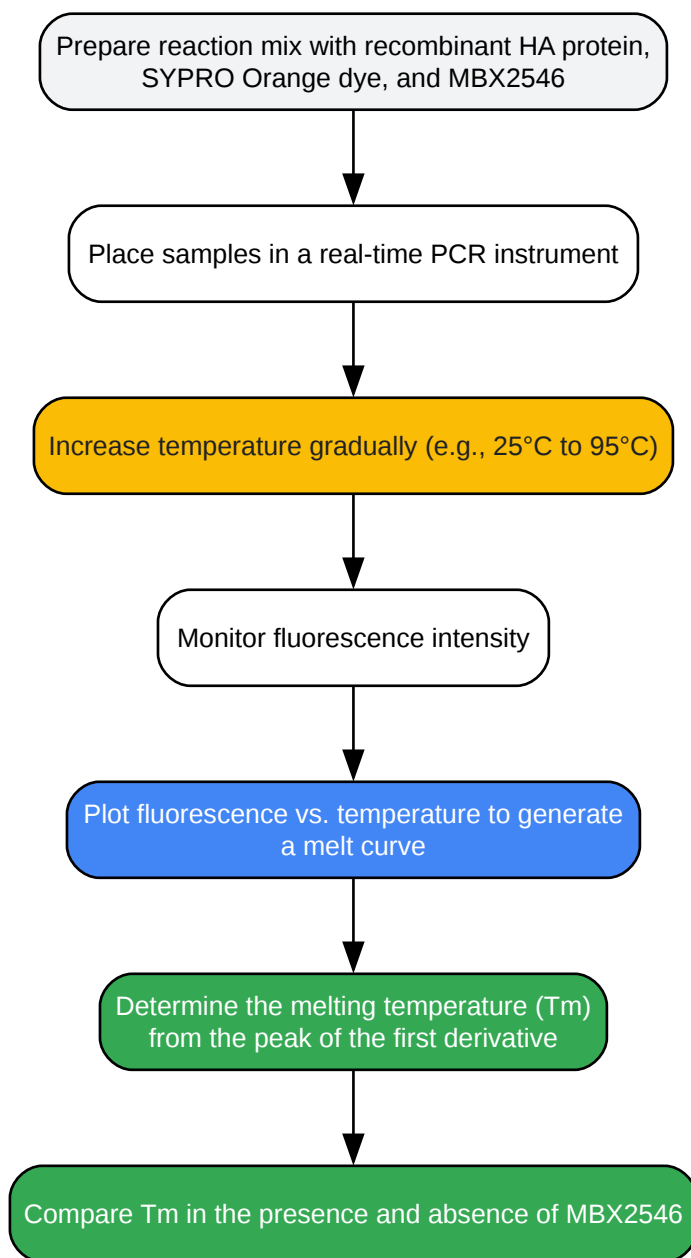 Prepare reaction mix with recombinant HA protein,
SYPRO Orange dye, and MBX2546
Place samples in a real-time PCR instrument
Increase temperature gradually (e.g., 25°C to 95°C)
Monitor fluorescence intensity
Plot fluorescence vs. temperature to generate
a melt curve
Determine the melting temperature (Tm)
from the peak of the first derivative
Compare Tm in the presence and absence of MBX2546